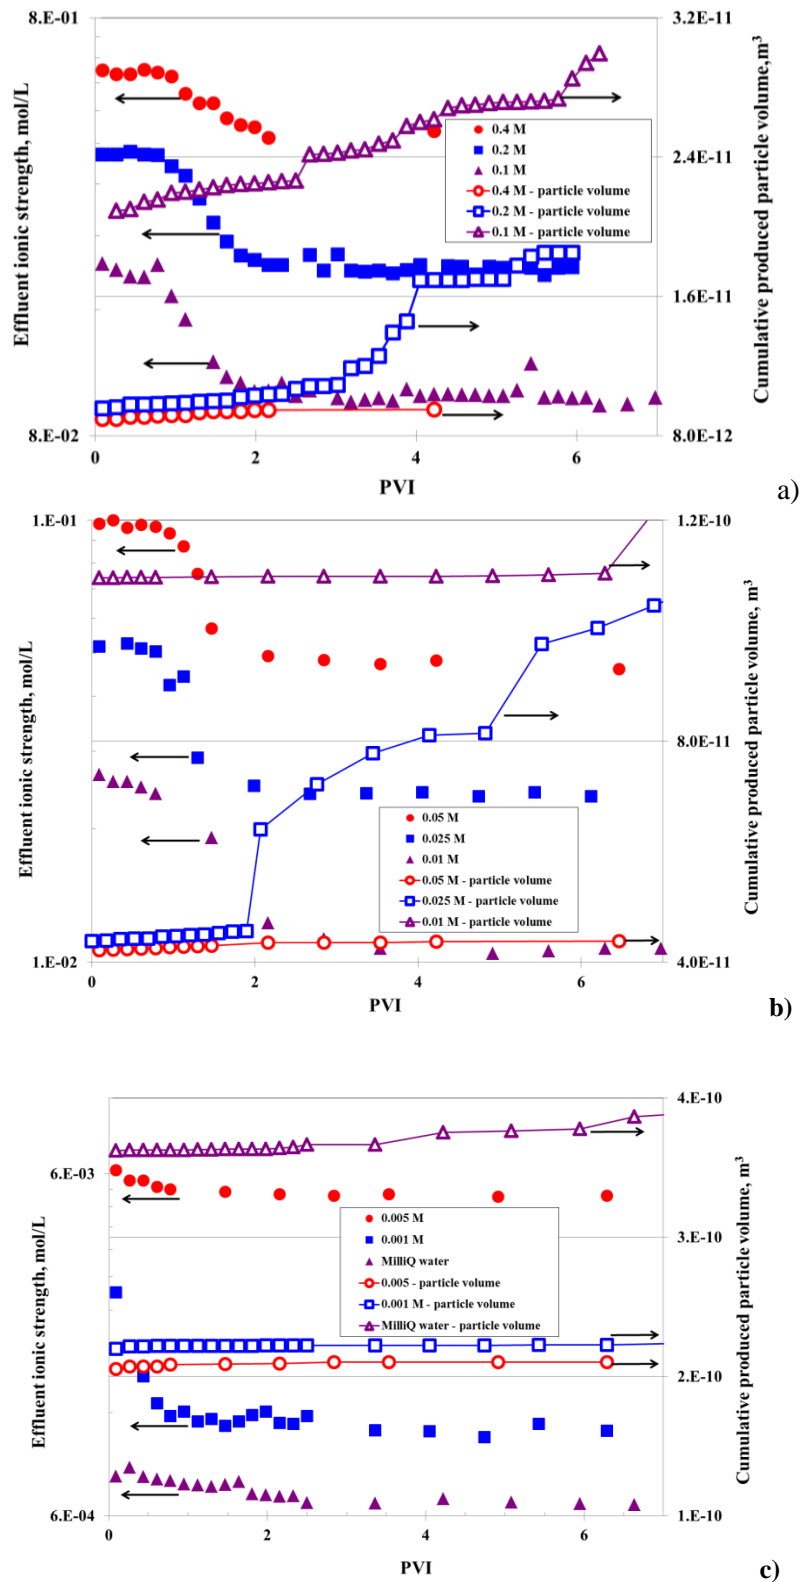 8.E-01
3.2E-11
0.4 M
0.2 M
0.1 M
0.4 M - particle volume
0.2 M - particle volume
0.1 M - particle volume
2.4E-11
1.6E-11
8.E-02
8.0E-12
0 2 4 6
PVI
Effluent ionic strength, mol/L
Cumulative produced particle volume,m³
a)
1.E-01
1.2E-10
8.0E-11
0.05 M
0.025 M
0.01 M
0.05 M - particle volume
0.025 M - particle volume
0.01 M - particle volume
1.E-02
4.0E-11
0 2 4 6
PVI
Effluent ionic strength, mol/L
Cumulative produced particle volume, m³
b)
4.E-10
6.E-03
3.E-10
0.005 M
0.001 M
MilliQ water
0.005 - particle volume
0.001 M - particle volume
MilliQ water - particle volume
2.E-10
6.E-04
1.E-10
0 2 4 6
PVI
Effluent ionic strength, mol/L
Cumulative produced particle volume, m³
c)